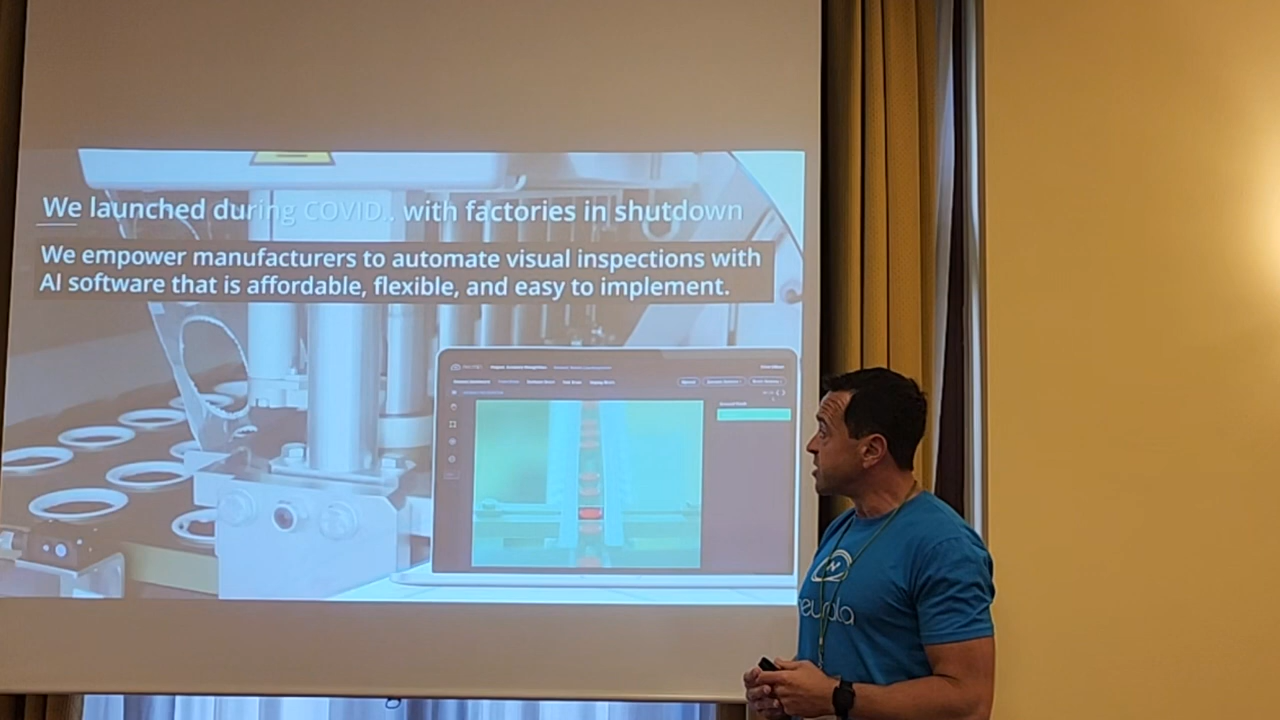 We launched during COVID.. with factories in shutdown
We empower manufacturers to automate visual inspections with
AI software that is affordable, flexible, and easy to implement.